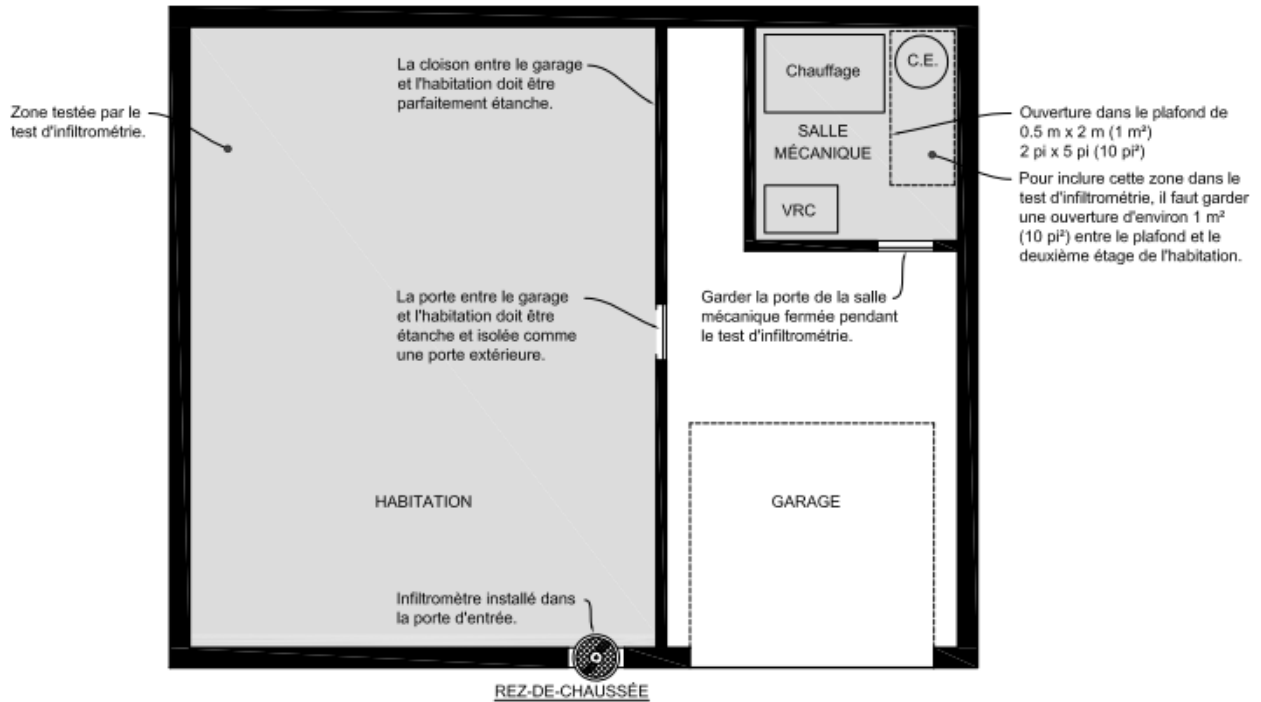 La cloison entre le garage
et l'habitation doit être
parfaitement étanche.
Chauffage
C.E.
Zone testée par le
test d'infiltrométrie.
SALLE
MÉCANIQUE
Ouverture dans le plafond de
0.5 m x 2 m (1 m²)
2 pi x 5 pi (10 pi²)
Pour inclure cette zone dans le
test d'infiltrométrie, il faut garder
une ouverture d'environ 1 m²
(10 pi²) entre le plafond et le
deuxième étage de l'habitation.
VRC
La porte entre le garage
et l'habitation doit être
étanche et isolée comme
une porte extérieure.
Garder la porte de la salle
mécanique fermée pendant
le test d'infiltrométrie.
HABITATION
GARAGE
Infiltromètre installé dans
la porte d'entrée.
REZ-DE-CHAUSSÉE